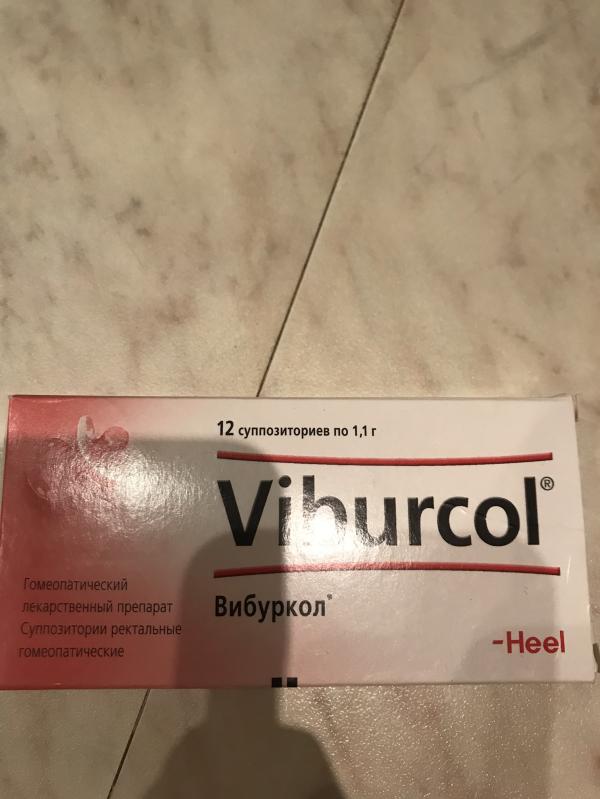 12 суппозиториев по 1,1 г
Viburcol®
Гомеопатический
лекарственный препарат
Суппозитории ректальные
гомеопатические
Вибуркол*
-Heel